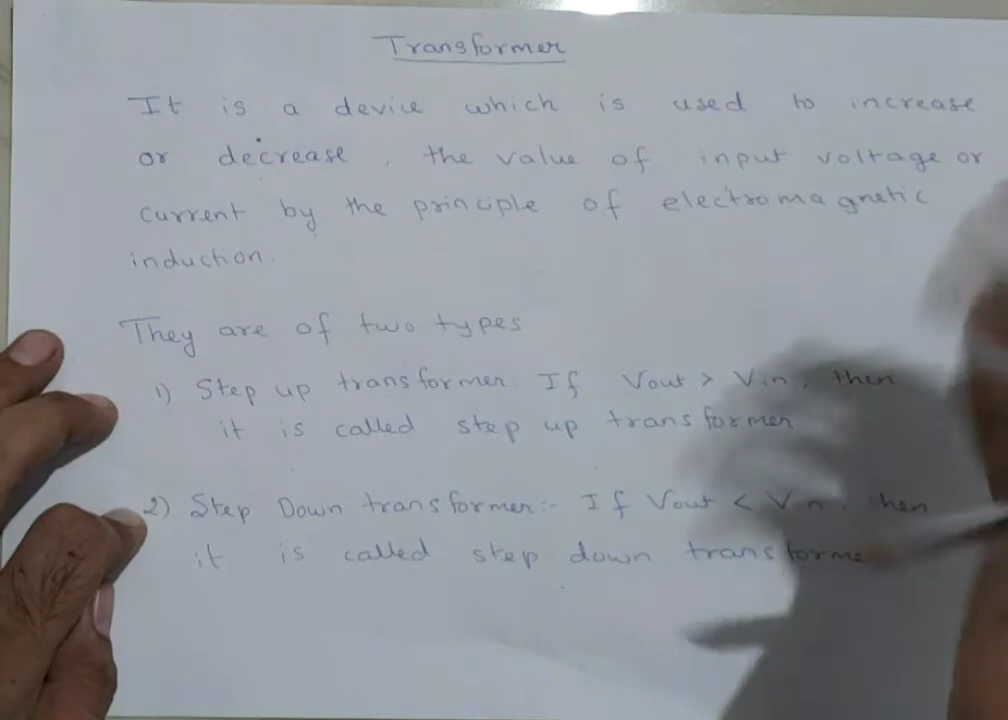 Transformer
It is a device which is used to increase
or decrease, the value of input voltage or
current by the principle of electromagnetic
induction.
They are of two types
1) Step up transformer. If Vout > Vin, then
it is called step up transformer
2) Step Down transformer:- If Vout < Vin, then
it is called step down transforme